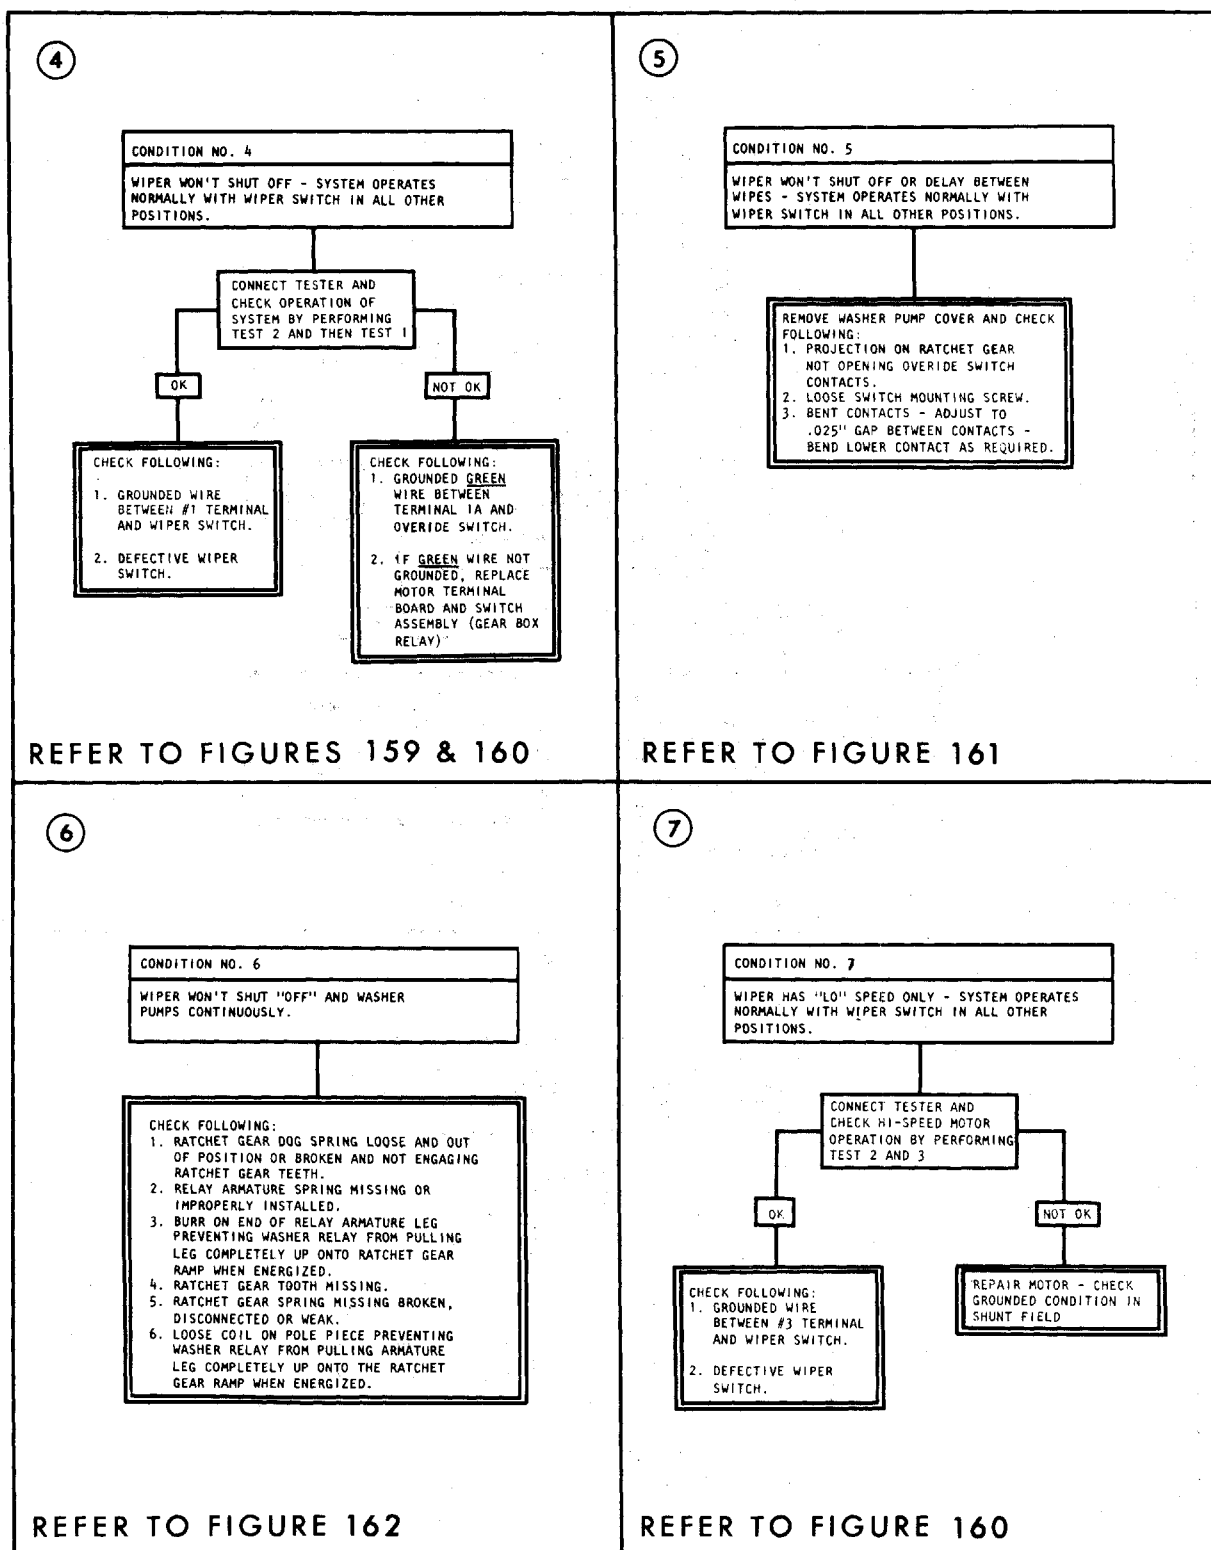 4
CONDITION NO. 4
WIPER WON'T SHUT OFF - SYSTEM OPERATES
NORMALLY WITH WIPER SWITCH IN ALL OTHER
POSITIONS.
CONNECT TESTER AND
CHECK OPERATION OF
SYSTEM BY PERFORMING
TEST 2 AND THEN TEST 1
OK
NOT OK
CHECK FOLLOWING:
1. GROUNDED WIRE
BETWEEN #1 TERMINAL
AND WIPER SWITCH.
2. DEFECTIVE WIPER
SWITCH.
CHECK FOLLOWING:
1. GROUNDED GREEN
WIRE BETWEEN
TERMINAL 1A AND
OVERIDE SWITCH.
2. IF GREEN WIRE NOT
GROUNDED, REPLACE
MOTOR TERMINAL
BOARD AND SWITCH
ASSEMBLY (GEAR BOX
RELAY)
REFER TO FIGURES 159 & 160
5
CONDITION NO. 5
WIPER WON'T SHUT OFF OR DELAY BETWEEN
WIPES - SYSTEM OPERATES NORMALLY WITH
WIPER SWITCH IN ALL OTHER POSITIONS.
REMOVE WASHER PUMP COVER AND CHECK
FOLLOWING:
1. PROJECTION ON RATCHET GEAR
NOT OPENING OVERIDE SWITCH
CONTACTS.
2. LOOSE SWITCH MOUNTING SCREW.
3. BENT CONTACTS - ADJUST TO
.025" GAP BETWEEN CONTACTS -
BEND LOWER CONTACT AS REQUIRED.
REFER TO FIGURE 161
6
CONDITION NO. 6
WIPER WON'T SHUT "OFF" AND WASHER
PUMPS CONTINUOUSLY.
CHECK FOLLOWING:
1. RATCHET GEAR DOG SPRING LOOSE AND OUT
OF POSITION OR BROKEN AND NOT ENGAGING
RATCHET GEAR TEETH.
2. RELAY ARMATURE SPRING MISSING OR
IMPROPERLY INSTALLED.
3. BURR ON END OF RELAY ARMATURE LEG
PREVENTING WASHER RELAY FROM PULLING
LEG COMPLETELY UP ONTO RATCHET GEAR
RAMP WHEN ENERGIZED.
4. RATCHET GEAR TOOTH MISSING.
5. RATCHET GEAR SPRING MISSING BROKEN,
DISCONNECTED OR WEAK.
6. LOOSE COIL ON POLE PIECE PREVENTING
WASHER RELAY FROM PULLING ARMATURE
LEG COMPLETELY UP ONTO THE RATCHET
GEAR RAMP WHEN ENERGIZED.
REFER TO FIGURE 162
7
CONDITION NO. 7
WIPER HAS "LO" SPEED ONLY - SYSTEM OPERATES
NORMALLY WITH WIPER SWITCH IN ALL OTHER
POSITIONS.
CONNECT TESTER AND
CHECK HI-SPEED MOTOR
OPERATION BY PERFORMING
TEST 2 AND 3
OK
NOT OK
CHECK FOLLOWING:
1. GROUNDED WIRE
BETWEEN #3 TERMINAL
AND WIPER SWITCH.
2. DEFECTIVE WIPER
SWITCH.
REPAIR MOTOR - CHECK
GROUNDED CONDITION IN
SHUNT FIELD
REFER TO FIGURE 160